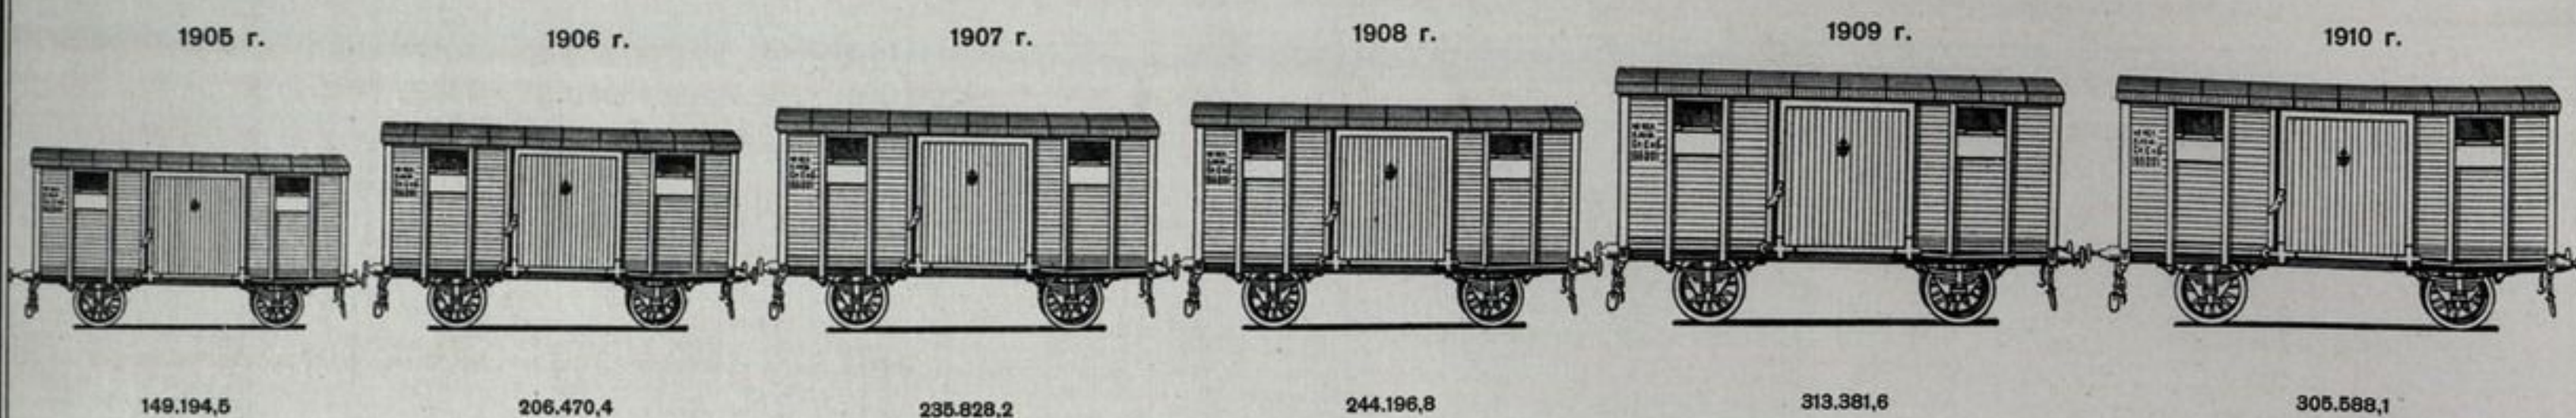 1905 г.
1906 г.
1907 г.
1908 г.
1909 г.
1910 г.
149.194,5
206.470,4
235.828,2
244.196,8
313.381,6
305.588,1